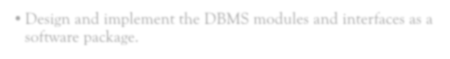 ▪ Design and implement the DBMS modules and interfaces as a
software package.